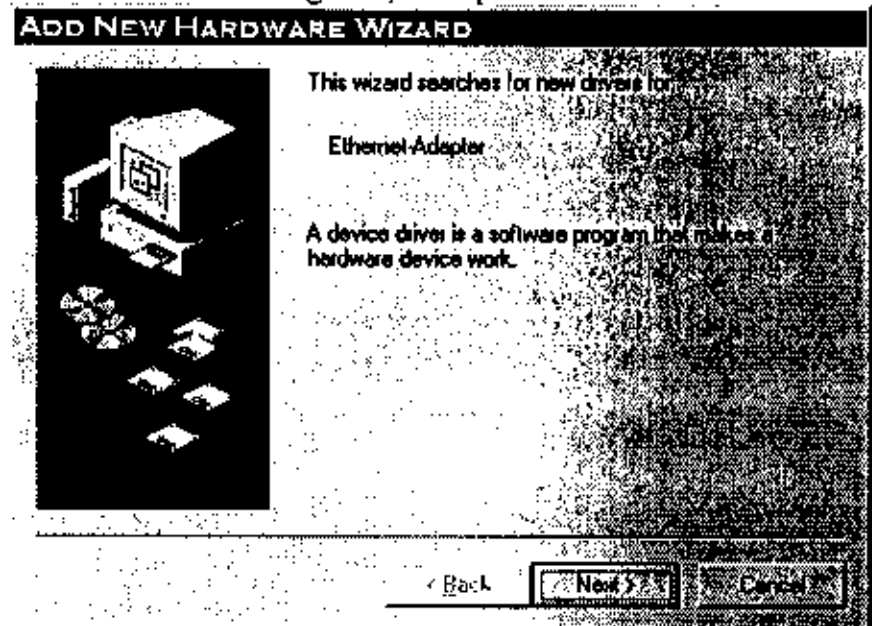 ADD NEW HARDWARE WIZARD
This wizard searches for new drivers for:
Ethernet Adapter
A device driver is a software program that makes a
hardware device work.
< Back
Next >
Cancel